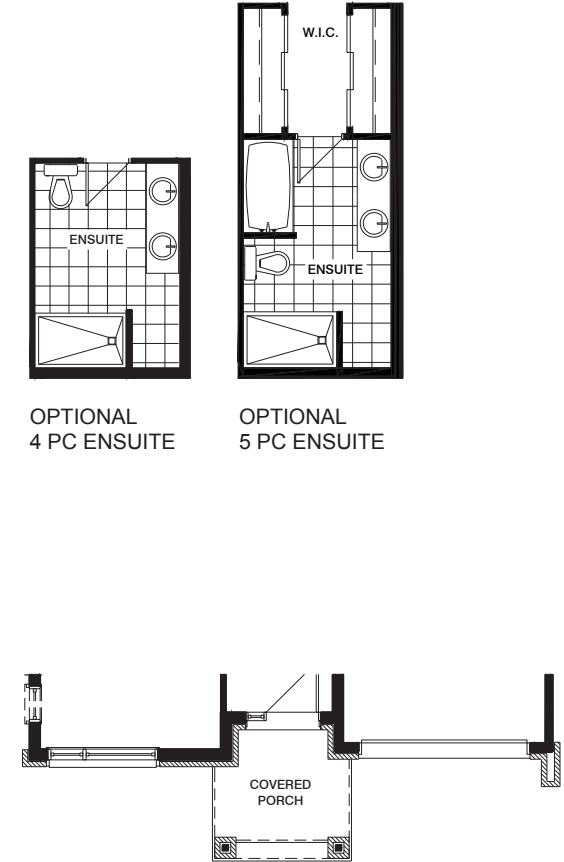 W.I.C.
ENSUITE
ENSUITE
OPTIONAL
4 PC ENSUITE
OPTIONAL
5 PC ENSUITE
COVERED
PORCH